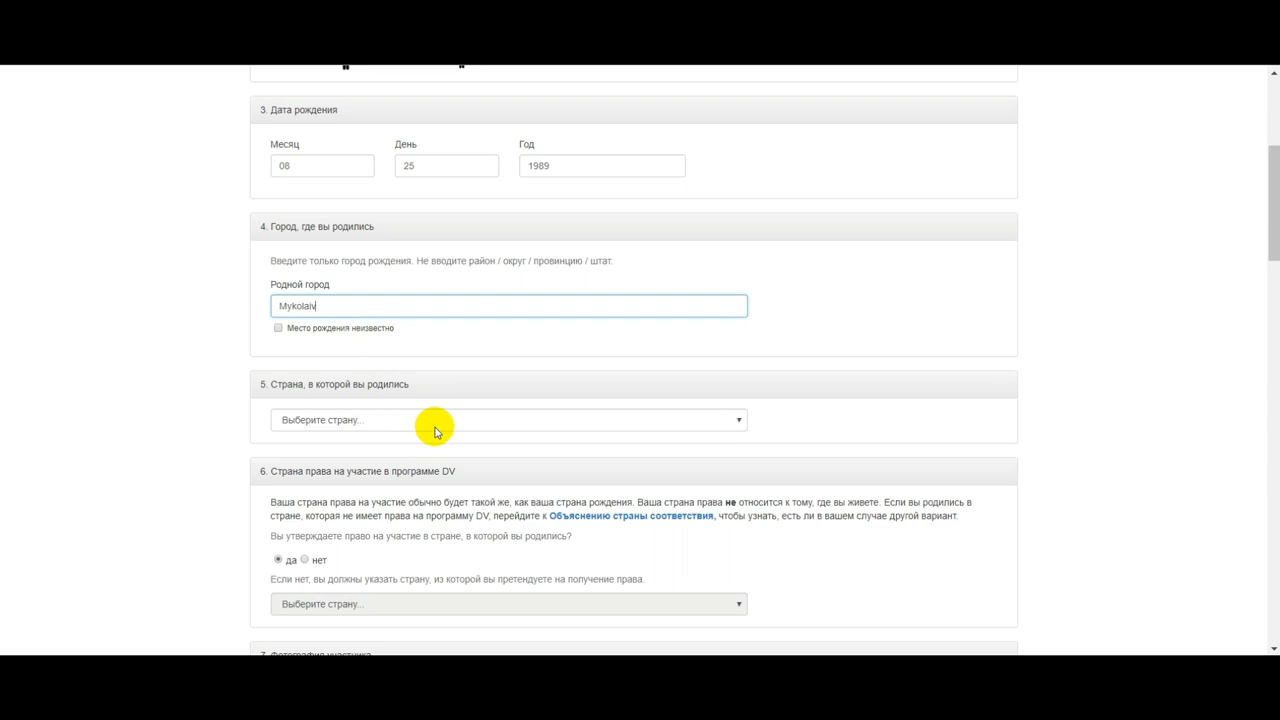 3. Дата рождения
Месяц День Год
08 25 1989
4. Город, где вы родились
Введите только город рождения. Не вводите район / округ / провинцию / штат.
Родной город
Mykolaiv
Место рождения неизвестно
5. Страна, в которой вы родились
Выберите страну...
6. Страна права на участие в программе DV
Ваша страна права на участие обычно будет такой же, как ваша страна рождения. Ваша страна права не относится к тому, где вы живете. Если вы родились в
стране, которая не имеет права на программу DV, перейдите к Объяснению страны соответствия, чтобы узнать, есть ли в вашем случае другой вариант.
Вы утверждаете право на участие в стране, в которой вы родились?
да нет
Если нет, вы должны указать страну, из которой вы претендуете на получение права.
Выберите страну...
7. Фотография участника